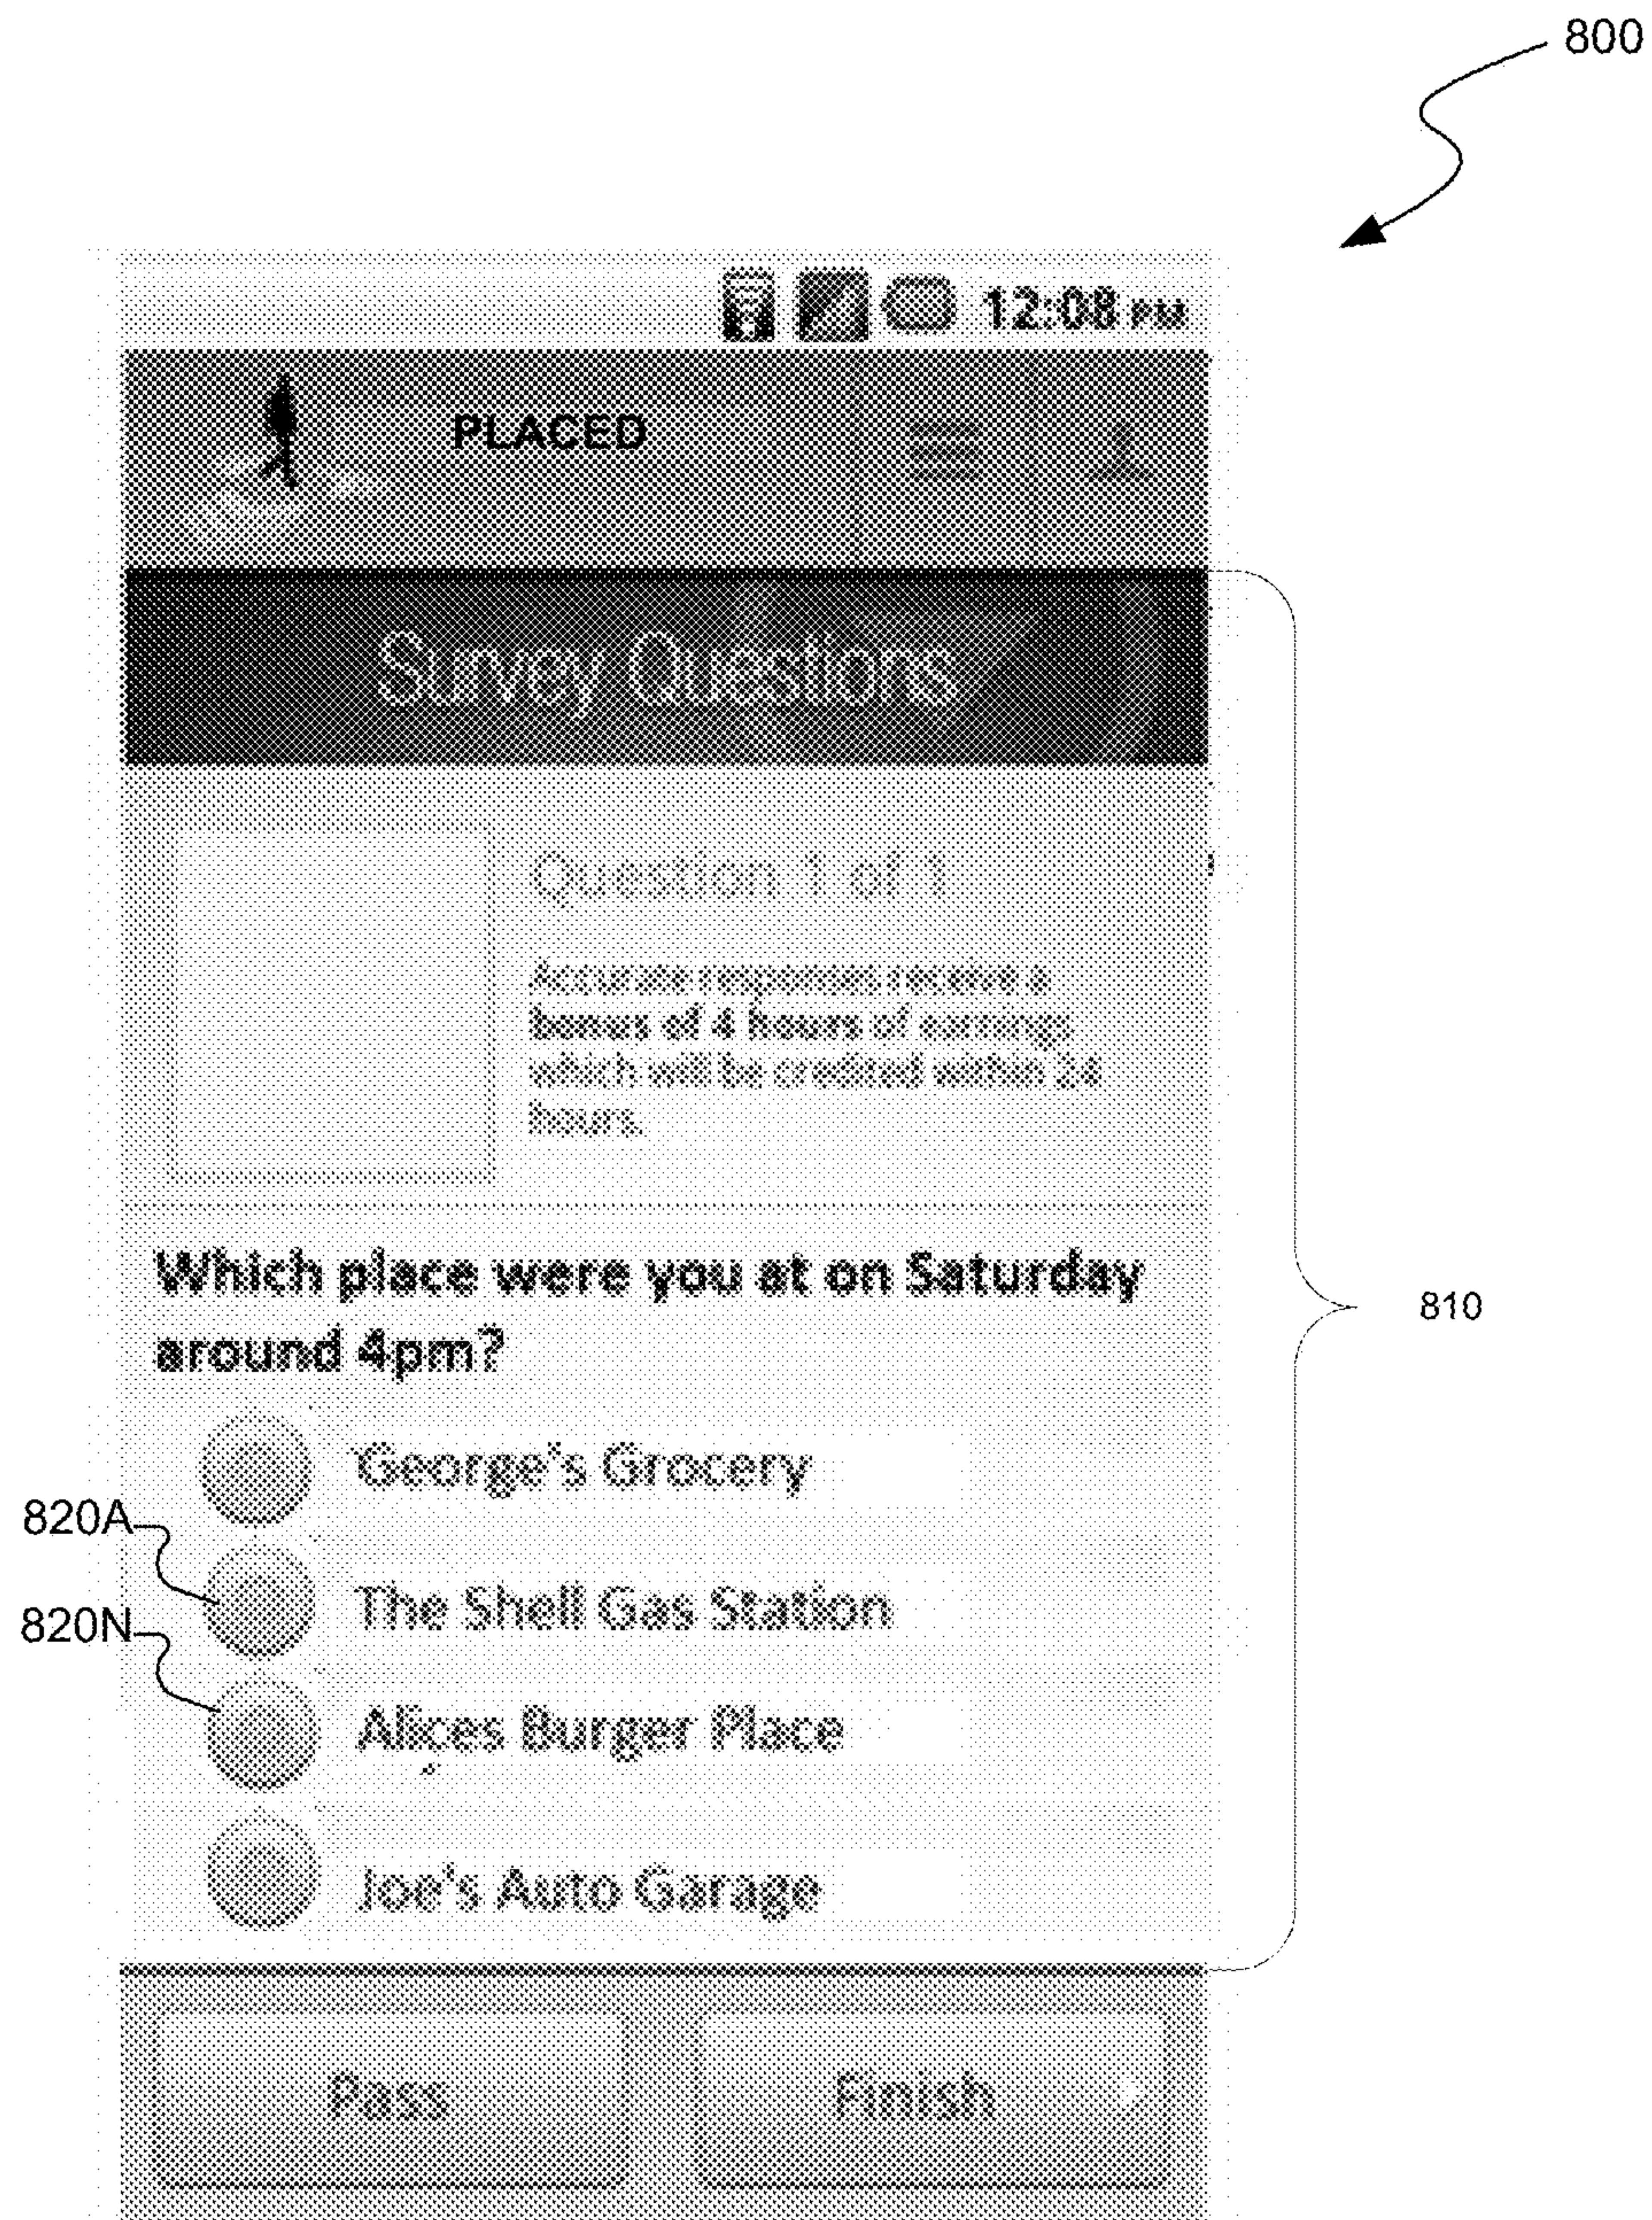 800
12:08 PM
PLACED
Survey Questions
Question 1 of 1
Accurate responses receive a
bonus of 4 hours of earnings
which will be credited within 24
hours.
810
Which place were you at on Saturday
around 4pm?
George's Grocery
820A
The Shell Gas Station
820N
Alices Burger Place
Joe's Auto Garage
Pass
Finish